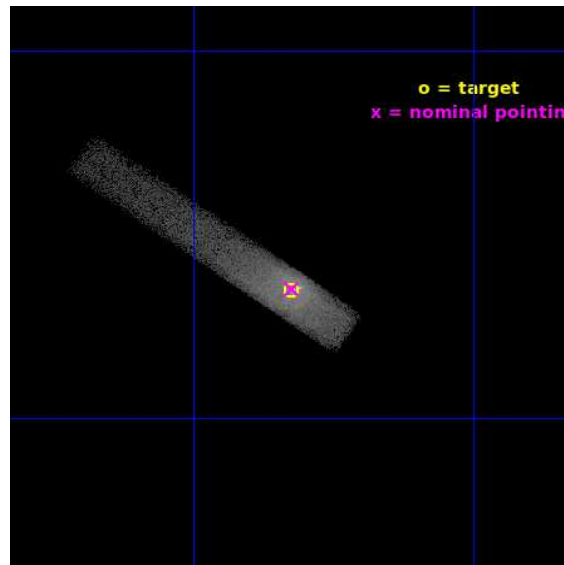 o = target
x = nominal pointin